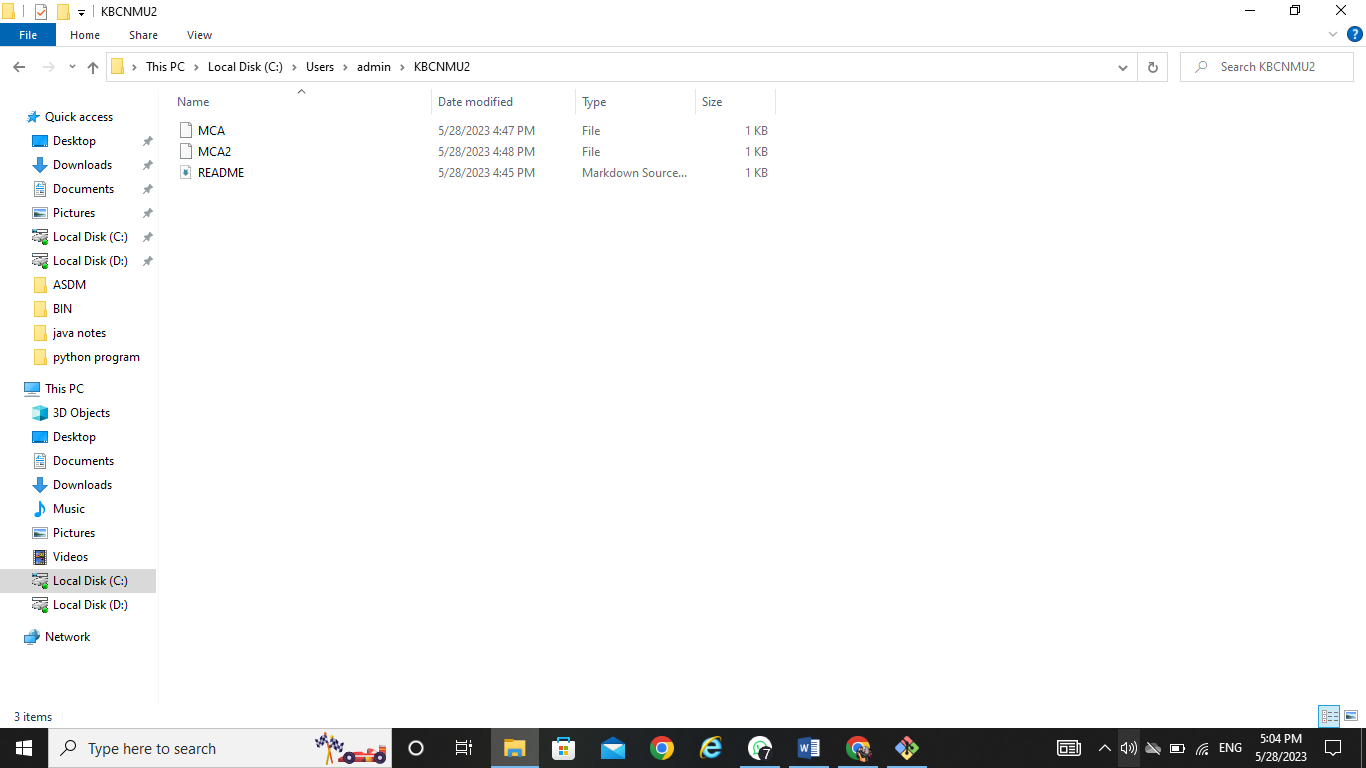 KBCNMU2
File Home Share View
This PC Local Disk (C:) Users admin KBCNMU2
Search KBCNMU2
Name Date modified Type Size
MCA 5/28/2023 4:47 PM File 1 KB
MCA2 5/28/2023 4:48 PM File 1 KB
README 5/28/2023 4:45 PM Markdown Source... 1 KB
Quick access
Desktop
Downloads
Documents
Pictures
Local Disk (C:)
Local Disk (D:)
ASDM
BIN
java notes
python program
This PC
3D Objects
Desktop
Documents
Downloads
Music
Pictures
Videos
Local Disk (C:)
Local Disk (D:)
Network
3 items
Type here to search
7
W
ENG
5:04 PM
5/28/2023